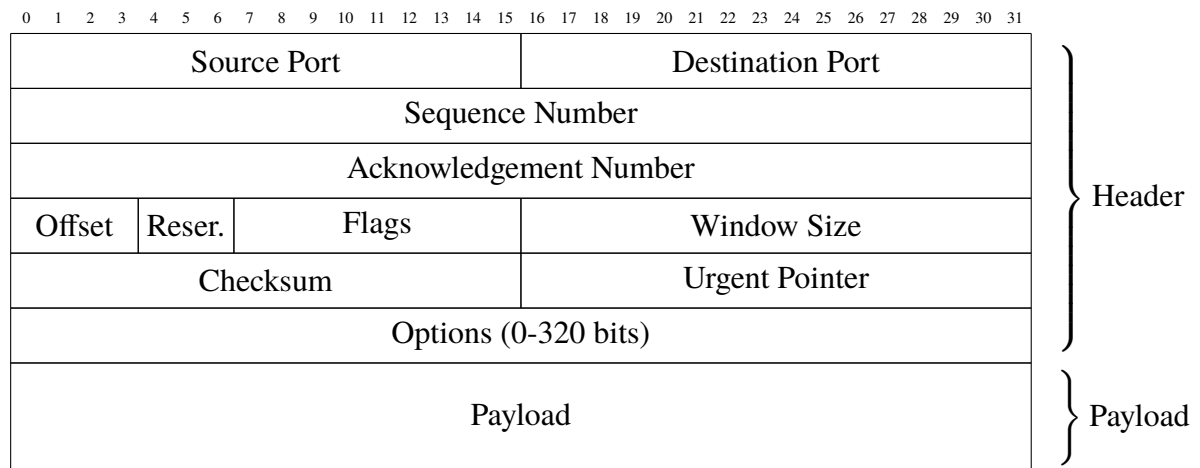 0 1 2 3 4 5 6 7 8 9 10 11 12 13 14 15 16 17 18 19 20 21 22 23 24 25 26 27 28 29 30 31
Source Port Destination Port
Sequence Number
Acknowledgement Number
Offset Reser. Flags Window Size
Header
Checksum Urgent Pointer
Options (0-320 bits)
Payload
Payload